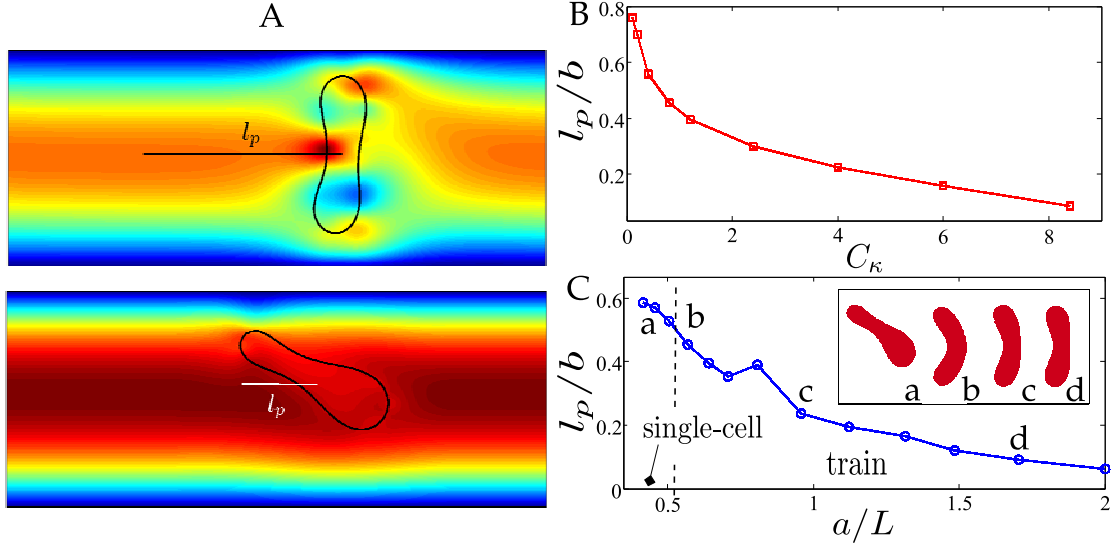 A
l_p
l_p
B
0.8
0.6
0.4
0.2
0 2 4 6 8
l_p/b
C_κ
C
0.6
0.4
0.2
0
0.5 1 1.5 2
l_p/b
a/L
a
b
c
d
single-cell
train
a b c d